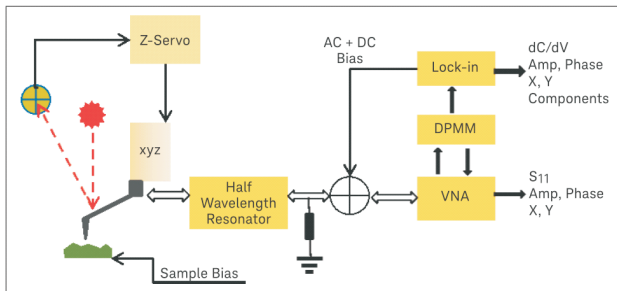 Z-Servo
AC + DC
Bias
Lock-in
dC/dV
Amp, Phase
X, Y
Components
DPMM
xyz
Half
Wavelength
Resonator
VNA
S11
Amp, Phase
X, Y
Sample Bias